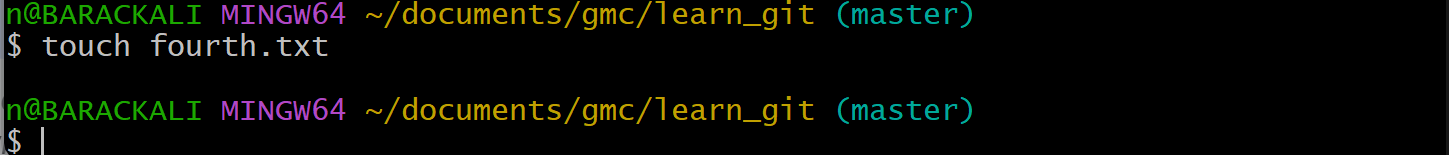 n@BARACKALI MINGW64 ~/documents/gmc/learn_git (master)
$ touch fourth.txt
n@BARACKALI MINGW64 ~/documents/gmc/learn_git (master)
$